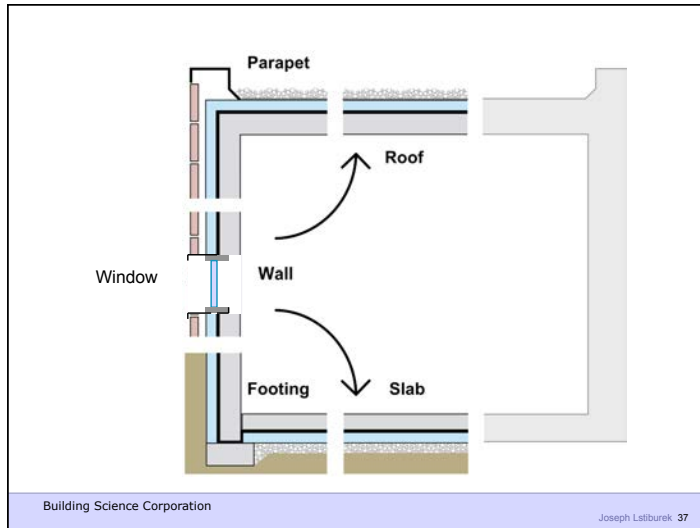 Parapet
Roof
Window
Wall
Footing
Slab
Building Science Corporation
Joseph Lstiburek 37